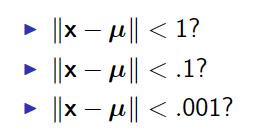 ▶ ‖x − μ‖ < 1?
▶ ‖x − μ‖ < .1?
▶ ‖x − μ‖ < .001?